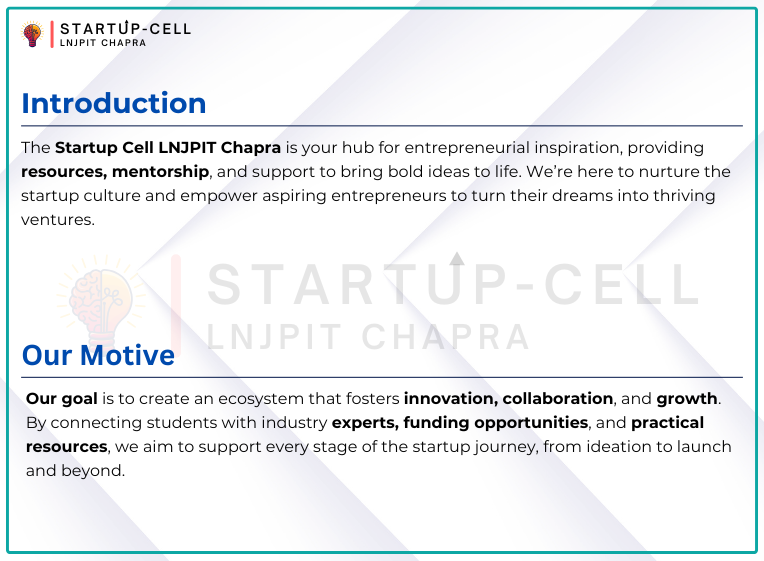 STARTUP-CELL
LNJPIT CHAPRA
Introduction
The Startup Cell LNJPIT Chapra is your hub for entrepreneurial inspiration, providing
resources, mentorship, and support to bring bold ideas to life. We’re here to nurture the
startup culture and empower aspiring entrepreneurs to turn their dreams into thriving
ventures.
STARTUP-CELL
LNJPIT CHAPRA
Our Motive
Our goal is to create an ecosystem that fosters innovation, collaboration, and growth.
By connecting students with industry experts, funding opportunities, and practical
resources, we aim to support every stage of the startup journey, from ideation to launch
and beyond.